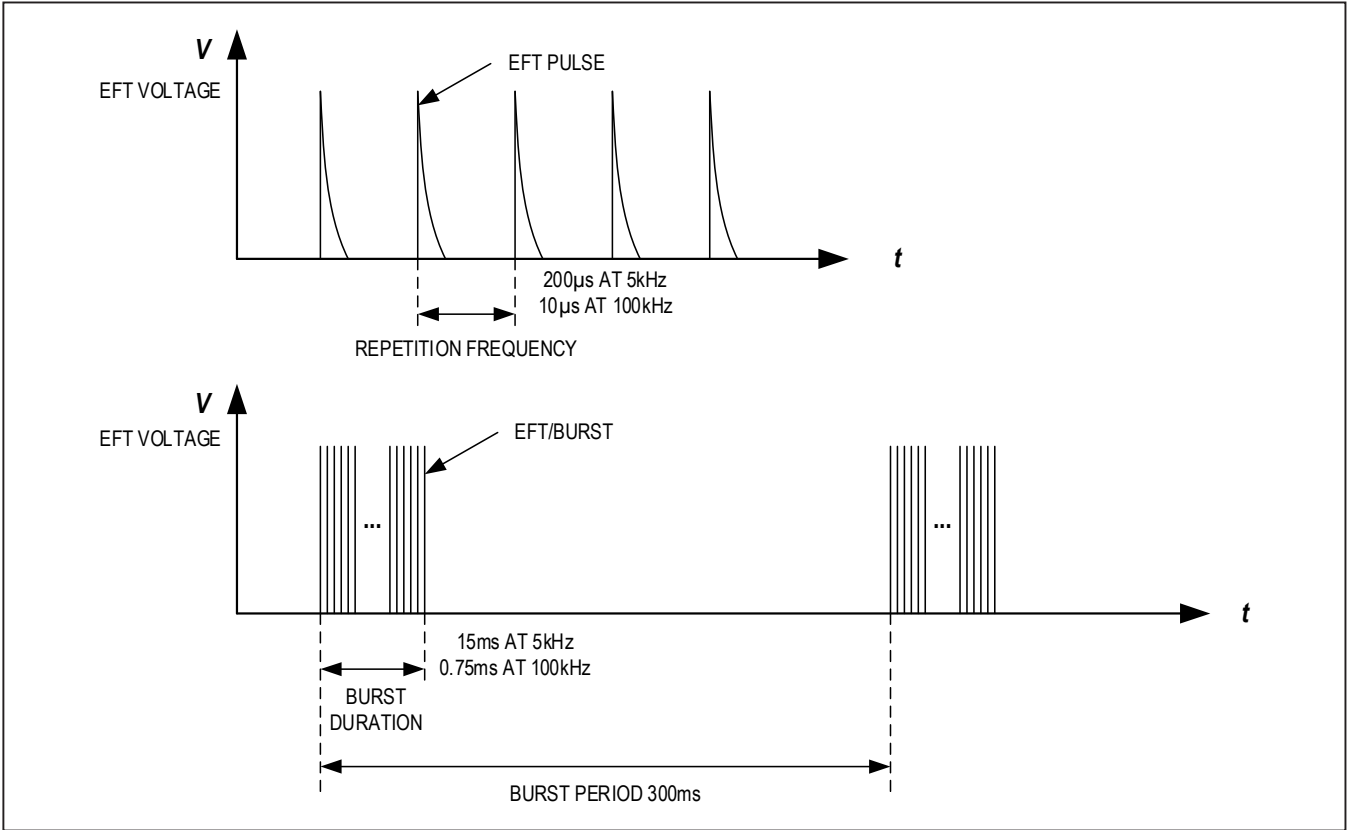 V
EFT VOLTAGE
EFT PULSE
t
200µs AT 5kHz
10µs AT 100kHz
REPETITION FREQUENCY
V
EFT VOLTAGE
EFT/BURST
...
...
t
15ms AT 5kHz
0.75ms AT 100kHz
BURST
DURATION
BURST PERIOD 300ms